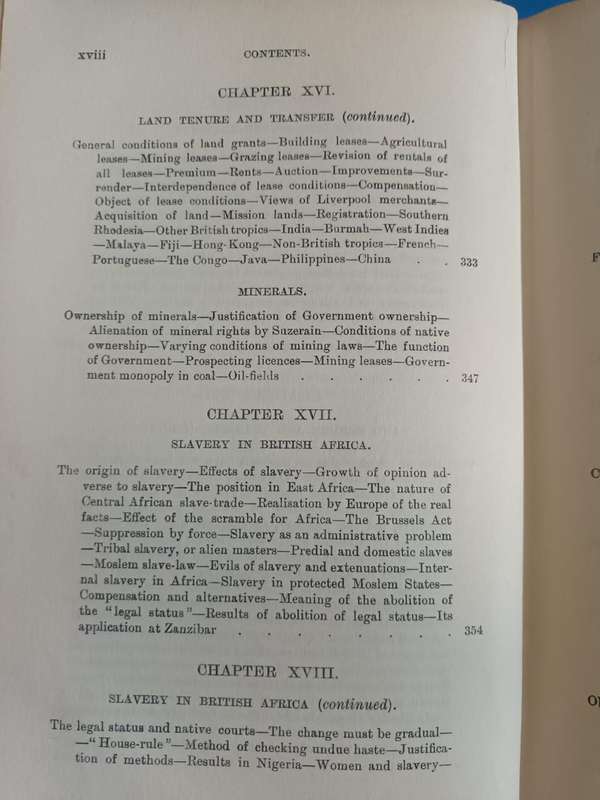 xviii CONTENTS.
CHAPTER XVI.
LAND TENURE AND TRANSFER (continued).
General conditions of land grants—Building leases—Agricultural
leases—Mining leases—Grazing leases—Revision of rentals of
all leases—Premium—Rents—Auction—Improvements—Sur-
render—Interdependence of lease conditions—Compensation—
Object of lease conditions—Views of Liverpool merchants—
Acquisition of land—Mission lands—Registration—Southern
Rhodesia—Other British tropics—India—Burmah—West Indies
—Malaya—Fiji—Hong-Kong—Non-British tropics—French—
Portuguese—The Congo—Java—Philippines—China . . 333
MINERALS.
Ownership of minerals—Justification of Government ownership—
Alienation of mineral rights by Suzerain—Conditions of native
ownership—Varying conditions of mining laws—The function
of Government—Prospecting licences—Mining leases—Govern-
ment monopoly in coal—Oil-fields . . . . . . 347
CHAPTER XVII.
SLAVERY IN BRITISH AFRICA.
The origin of slavery—Effects of slavery—Growth of opinion ad-
verse to slavery—The position in East Africa—The nature of
Central African slave-trade—Realisation by Europe of the real
facts—Effect of the scramble for Africa—The Brussels Act
—Suppression by force—Slavery as an administrative problem
—Tribal slavery, or alien masters—Predial and domestic slaves
—Moslem slave-law—Evils of slavery and extenuations—Inter-
nal slavery in Africa—Slavery in protected Moslem States—
Compensation and alternatives—Meaning of the abolition of
the "legal status"—Results of abolition of legal status—Its
application at Zanzibar . . . . . . . . 354
CHAPTER XVIII.
SLAVERY IN BRITISH AFRICA (continued).
The legal status and native courts—The change must be gradual—
—"House-rule"—Method of checking undue haste—Justifica-
tion of methods—Results in Nigeria—Women and slavery—
F
C